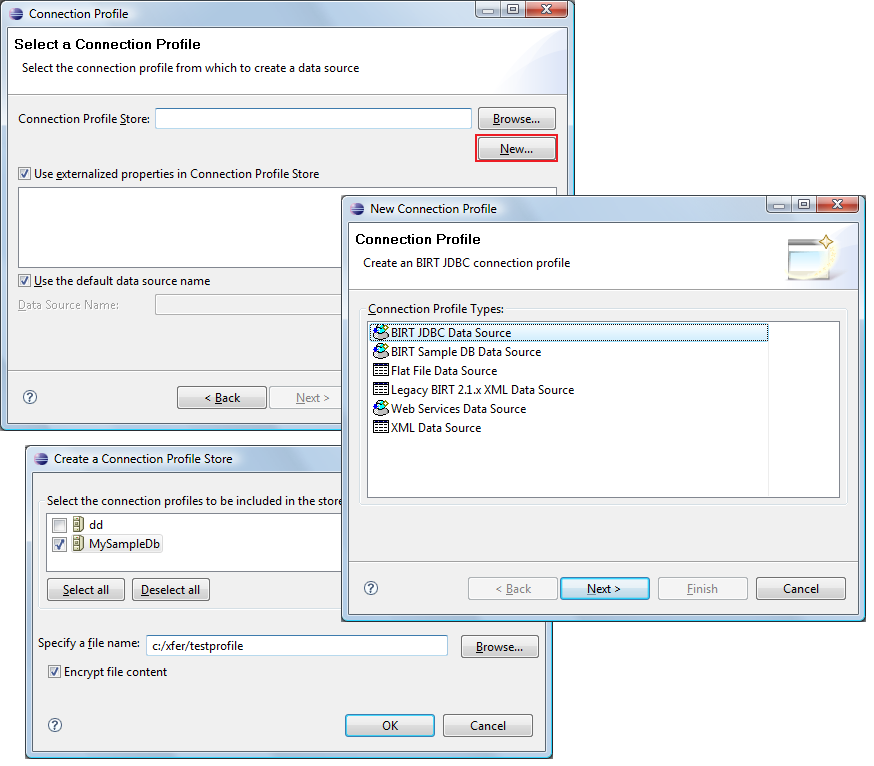 Connection Profile
Select a Connection Profile
Select the connection profile from which to create a data source
Connection Profile Store:
Browse...
New...
Use externalized properties in Connection Profile Store
Use the default data source name
Data Source Name:
< Back
Next >
New Connection Profile
Connection Profile
Create an BIRT JDBC connection profile
Connection Profile Types:
BIRT JDBC Data Source
BIRT Sample DB Data Source
Flat File Data Source
Legacy BIRT 2.1.x XML Data Source
Web Services Data Source
XML Data Source
< Back
Next >
Finish
Cancel
Create a Connection Profile Store
Select the connection profiles to be included in the store
dd
MySampleDb
Select all
Deselect all
Specify a file name:
c:/xfer/testprofile
Browse...
Encrypt file content
OK
Cancel